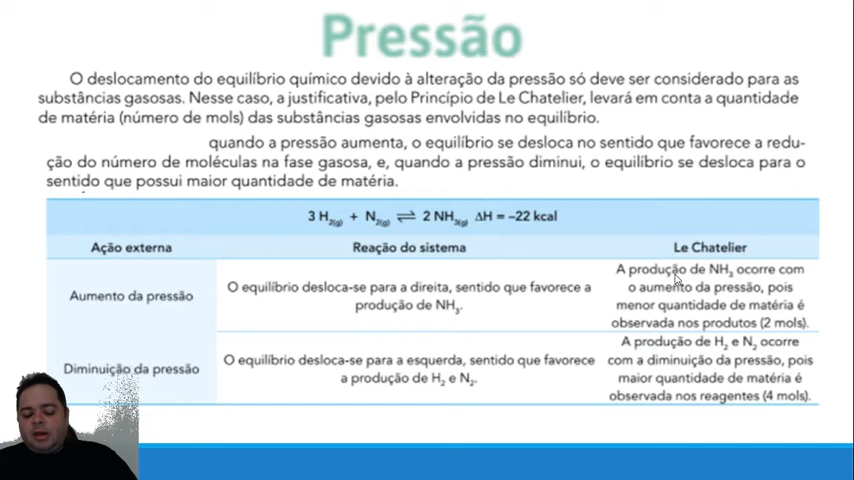 Pressão
O deslocamento do equilíbrio químico devido à alteração da pressão só deve ser considerado para as
substâncias gasosas. Nesse caso, a justificativa, pelo Princípio de Le Chatelier, levará em conta a quantidade
de matéria (número de mols) das substâncias gasosas envolvidas no equilíbrio.
quando a pressão aumenta, o equilíbrio se desloca no sentido que favorece a redu-
ção do número de moléculas na fase gasosa, e, quando a pressão diminui, o equilíbrio se desloca para o
sentido que possui maior quantidade de matéria.
3 H₂(g) + N₂(g) ⇌ 2 NH₃(g) ΔH = –22 kcal
Ação externa Reação do sistema Le Chatelier
Aumento da pressão
O equilíbrio desloca-se para a direita, sentido que favorece a
produção de NH₃.
A produção de NH₃ ocorre com
o aumento da pressão, pois
menor quantidade de matéria é
observada nos produtos (2 mols).
Diminuição da pressão
O equilíbrio desloca-se para a esquerda, sentido que favorece
a produção de H₂ e N₂.
A produção de H₂ e N₂ ocorre
com a diminuição da pressão, pois
maior quantidade de matéria é
observada nos reagentes (4 mols).